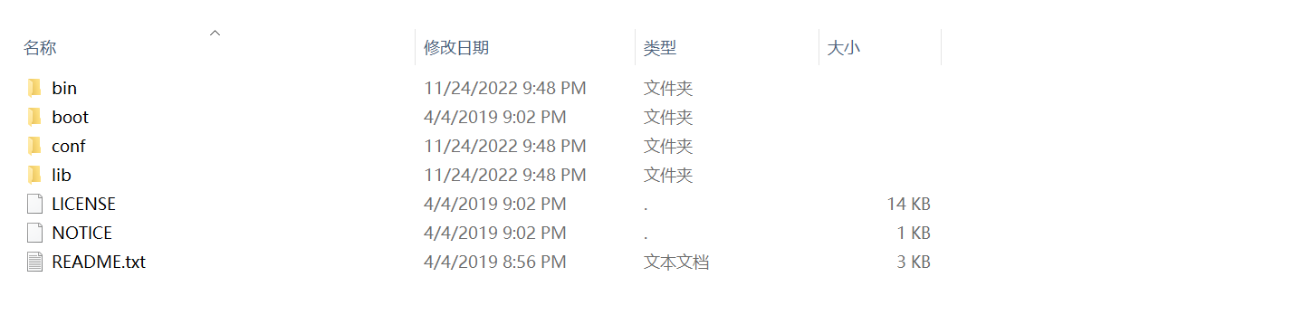 名称 修改日期 类型 大小
bin 11/24/2022 9:48 PM 文件夹
boot 4/4/2019 9:02 PM 文件夹
conf 11/24/2022 9:48 PM 文件夹
lib 11/24/2022 9:48 PM 文件夹
LICENSE 4/4/2019 9:02 PM . 14 KB
NOTICE 4/4/2019 9:02 PM . 1 KB
README.txt 4/4/2019 8:56 PM 文本文档 3 KB